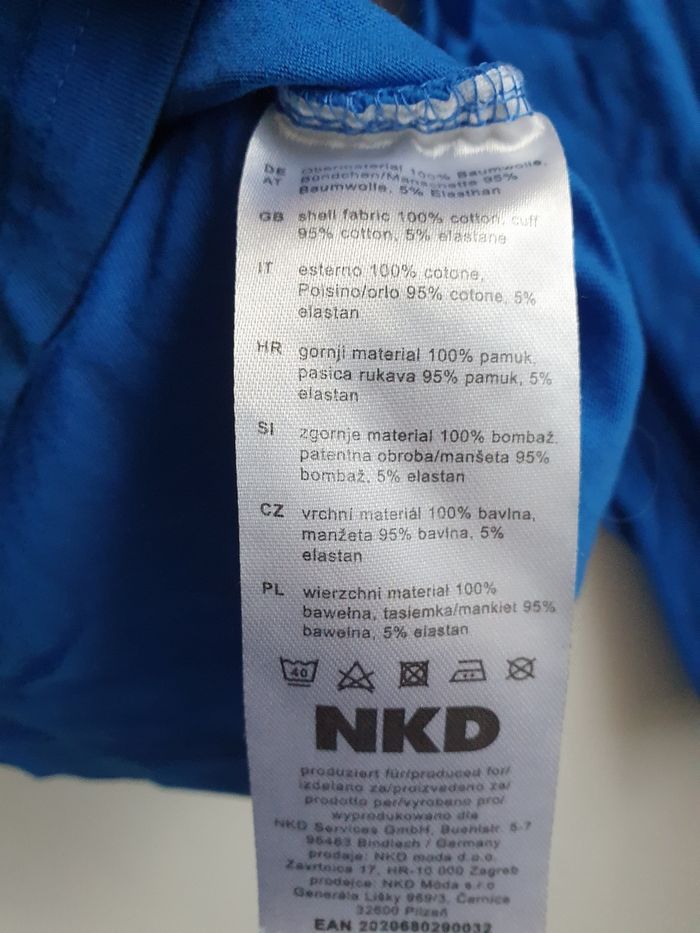 DE
AT
Obermaterial 100% Baumwolle,
Bündchen/Manschette 95%
Baumwolle, 5% Elasthan
GB shell fabric 100% cotton, cuff
95% cotton, 5% elastane
IT esterno 100% cotone,
Polsino/orlo 95% cotone, 5%
elastan
HR gornji material 100% pamuk,
pasica rukava 95% pamuk, 5%
elastan
SI zgornje material 100% bombaž,
patentna obroba/manšeta 95%
bombaž, 5% elastan
CZ vrchní materiál 100% bavlna,
manžeta 95% bavlna, 5%
elastan
PL wierzchni materiał 100%
bawełna, tasiemka/mankiet 95%
bawełna, 5% elastan
40
NKD
produziert für/produced for/
izdelano za/proizvedeno za/
prodotto per/vyrobeno pro/
wyprodukowano dla
NKD Services GmbH, Buehlstr. 5-7
95463 Bindlach / Germany
prodaje: NKD moda d.o.o.
Zavrtnica 17, HR-10 000 Zagreb
prodejce: NKD Móda s.r.o
Generála Lišky 969/3, Černice
32600 Plzeň
EAN 2020680290032